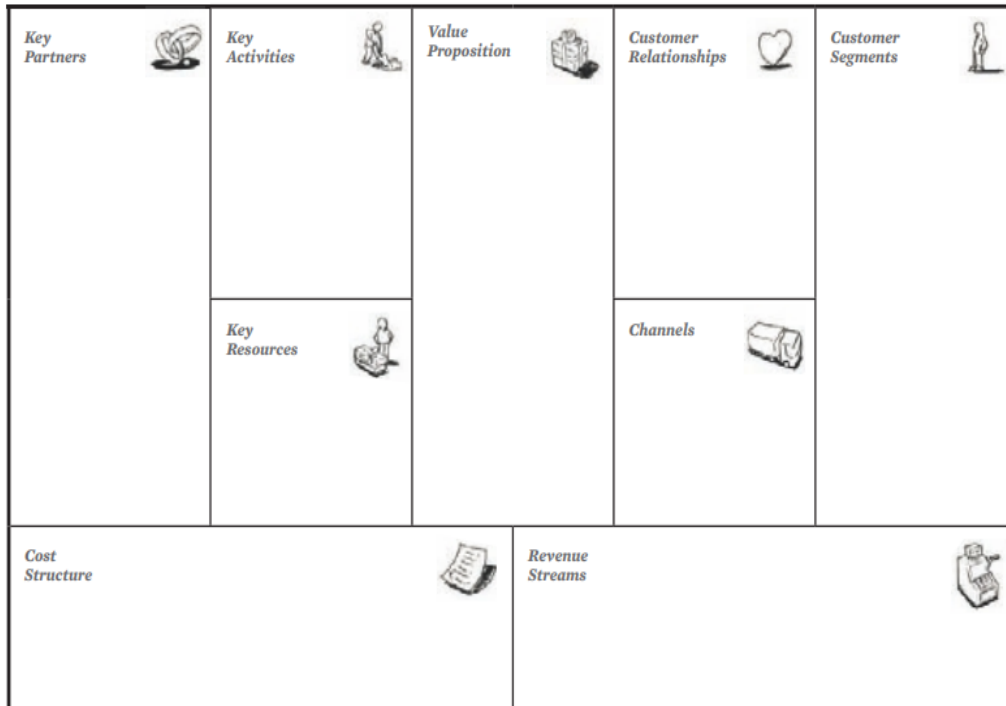 Key
Partners
Key
Activities
Value
Proposition
Customer
Relationships
Customer
Segments
Key
Resources
Channels
Cost
Structure
Revenue
Streams